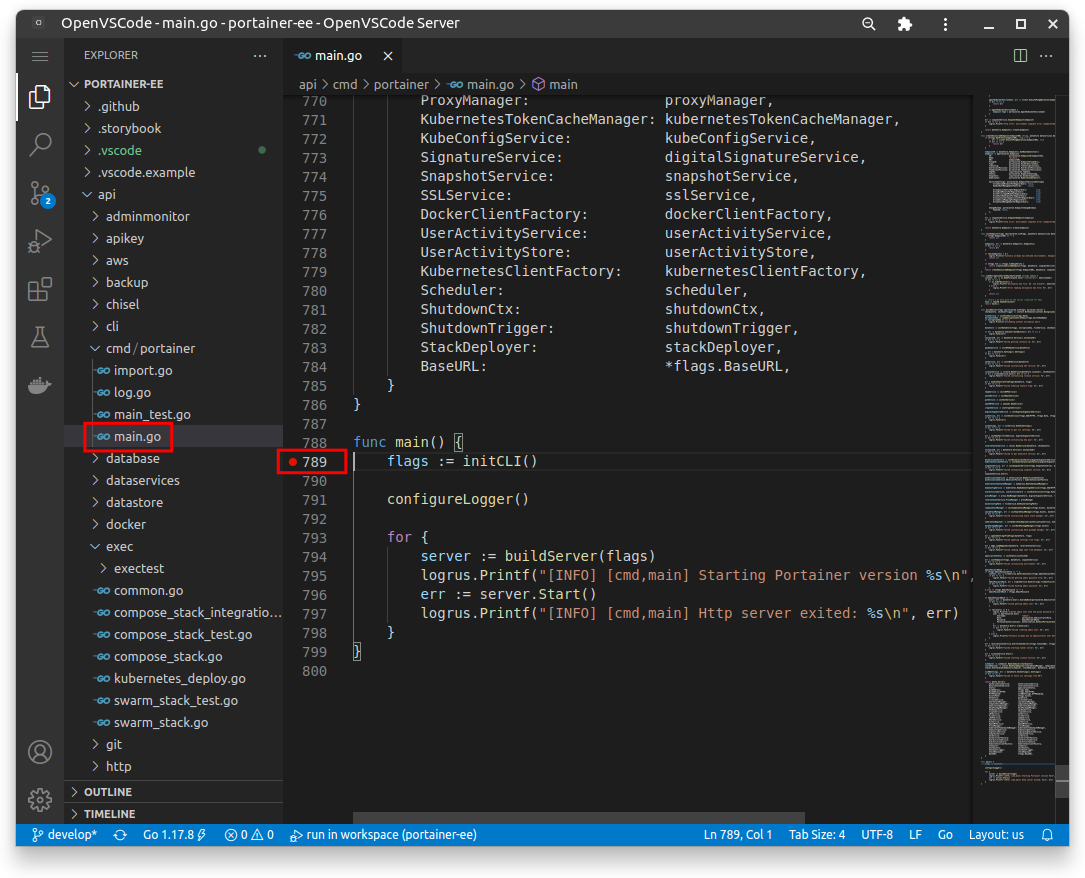 OpenVSCode - main.go - portainer-ee - OpenVSCode Server
EXPLORER
PORTAINER-EE
.github
.storybook
.vscode
.vscode.example
api
adminmonitor
apikey
aws
backup
chisel
cli
cmd/portainer
import.go
log.go
main_test.go
main.go
database
dataservices
datastore
docker
exec
exectest
common.go
compose_stack_integratio...
compose_stack_test.go
compose_stack.go
kubernetes_deploy.go
swarm_stack_test.go
swarm_stack.go
git
http
OUTLINE
TIMELINE
2
main.go
api > cmd > portainer > main.go > main
770 ProxyManager: proxyManager,
771 KubernetesTokenCacheManager: kubernetesTokenCacheManager,
772 KubeConfigService: kubeConfigService,
773 SignatureService: digitalSignatureService,
774 SnapshotService: snapshotService,
775 SSLService: sslService,
776 DockerClientFactory: dockerClientFactory,
777 UserActivityService: userActivityService,
778 UserActivityStore: userActivityStore,
779 KubernetesClientFactory: kubernetesClientFactory,
780 Scheduler: scheduler,
781 ShutdownCtx: shutdownCtx,
782 ShutdownTrigger: shutdownTrigger,
783 StackDeployer: stackDeployer,
784 BaseURL: *flags.BaseURL,
785 }
786 }
787
788 func main() {
789 flags := initCLI()
790
791 configureLogger()
792
793 for {
794 server := buildServer(flags)
795 logrus.Printf("[INFO] [cmd,main] Starting Portainer version %s\n",
796 err := server.Start()
797 logrus.Printf("[INFO] [cmd,main] Http server exited: %s\n", err)
798 }
799 }
800
develop* Go 1.17.8 0 0 run in workspace (portainer-ee) Ln 789, Col 1 Tab Size: 4 UTF-8 LF Go Layout: us